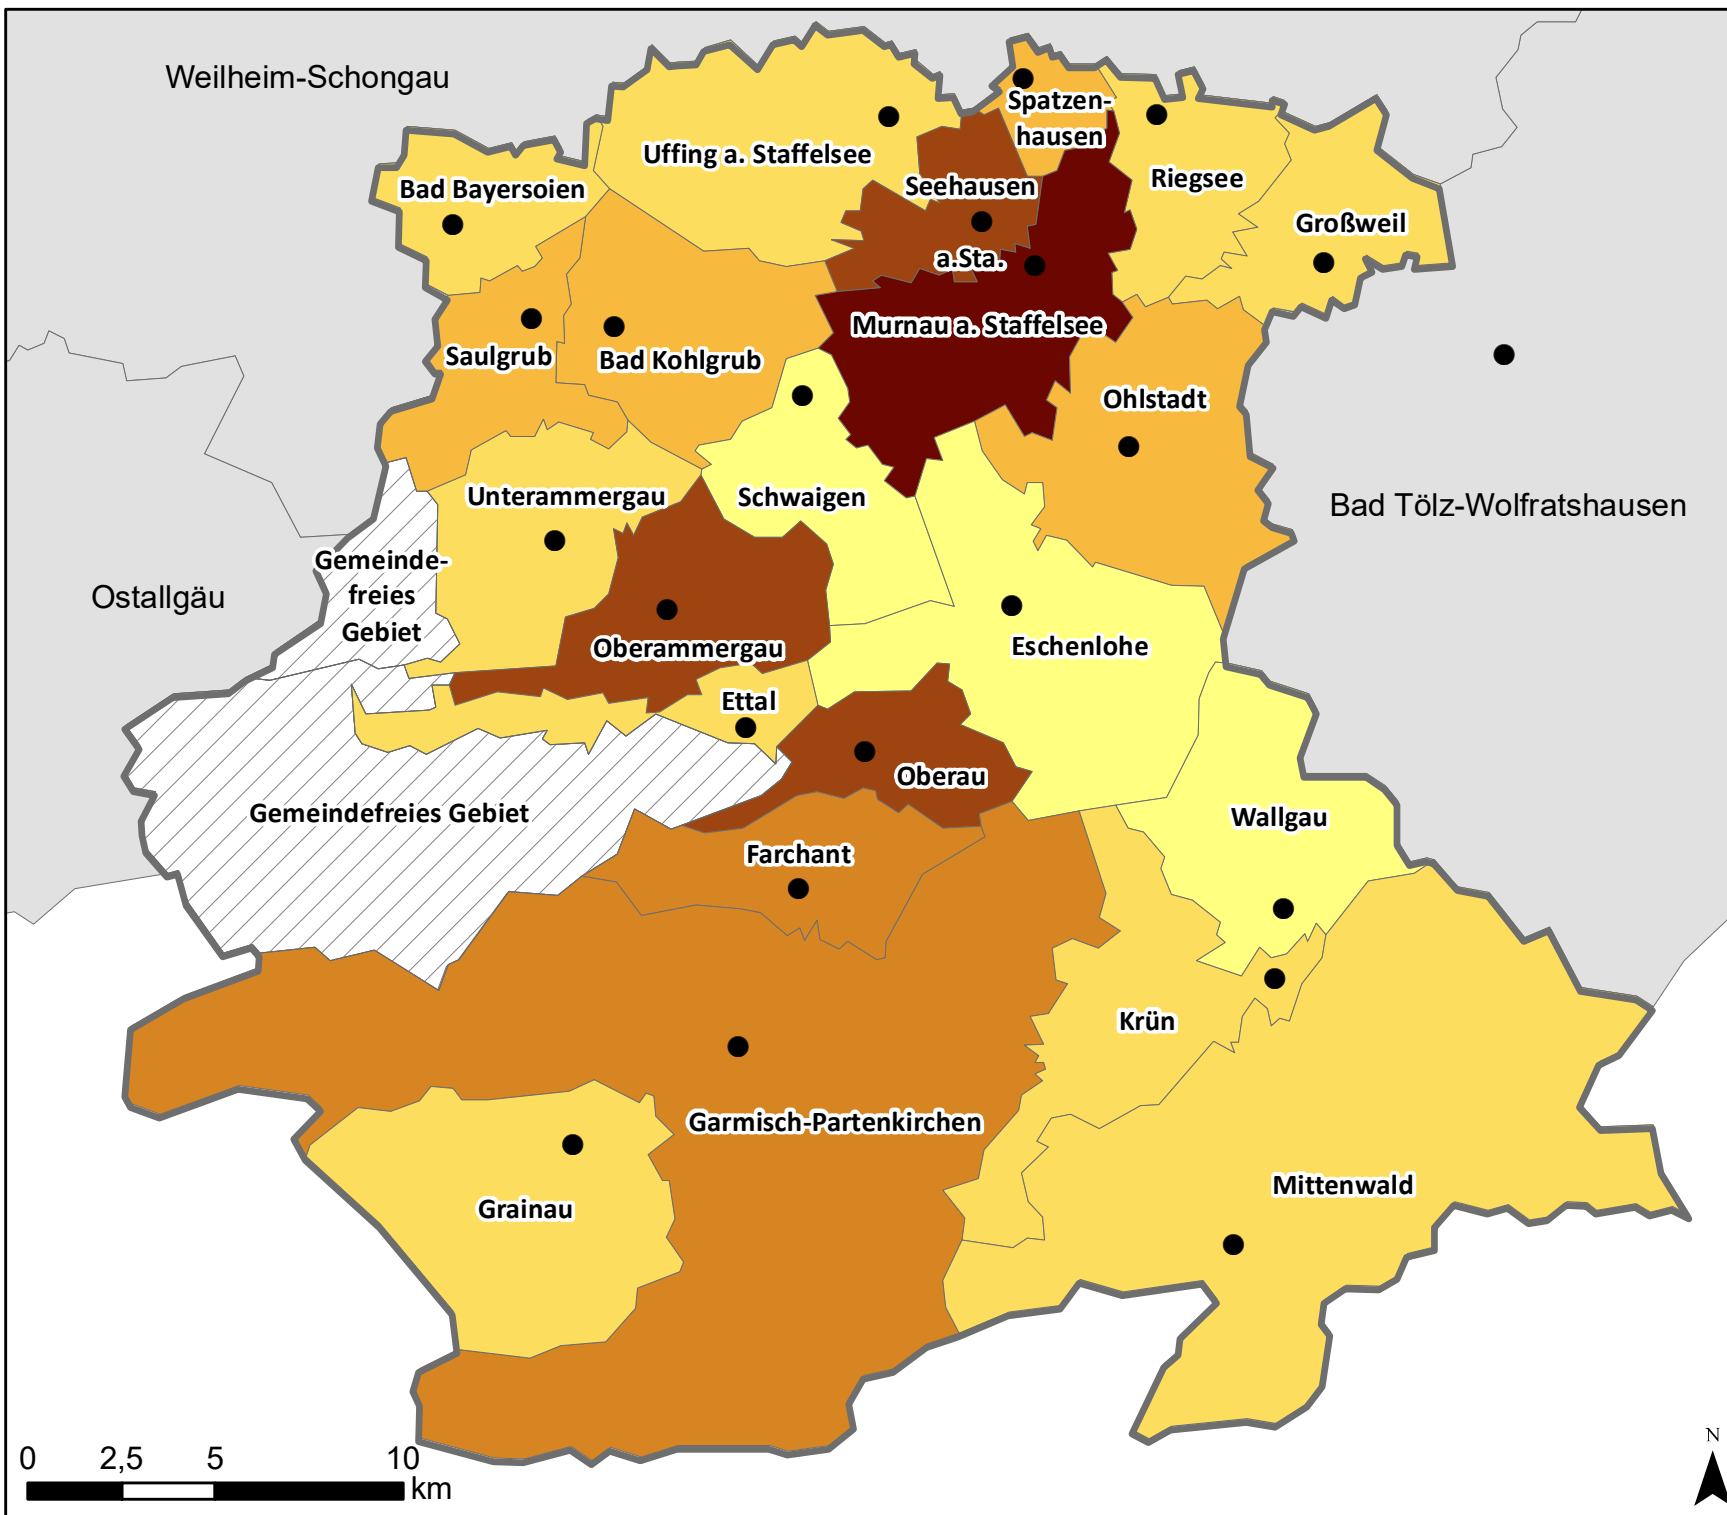 Weilheim-Schongau
Spatzen-
hausen
Uffing a. Staffelsee
Bad Bayersoien
Seehausen
a.Sta.
Riegsee
Großweil
Murnau a. Staffelsee
Saulgrub
Bad Kohlgrub
Ohlstadt
Unterammergau
Schwaigen
Bad Tölz-Wolfratshausen
Gemeinde-
freies
Gebiet
Ostallgäu
Oberammergau
Eschenlohe
Ettal
Oberau
Gemeindefreies Gebiet
Wallgau
Farchant
Krün
Garmisch-Partenkirchen
Mittenwald
Grainau
0 2,5 5 10
km
N